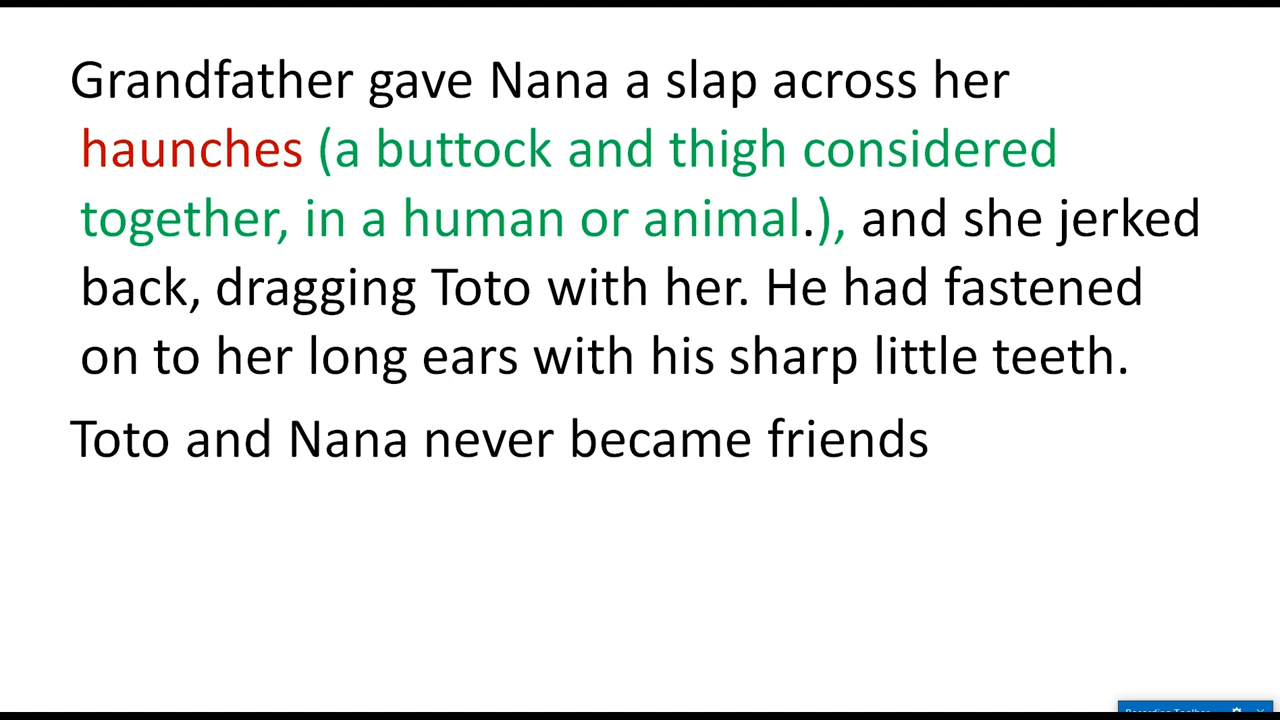 Grandfather gave Nana a slap across her
haunches (a buttock and thigh considered
together, in a human or animal.), and she jerked
back, dragging Toto with her. He had fastened
on to her long ears with his sharp little teeth.
Toto and Nana never became friends